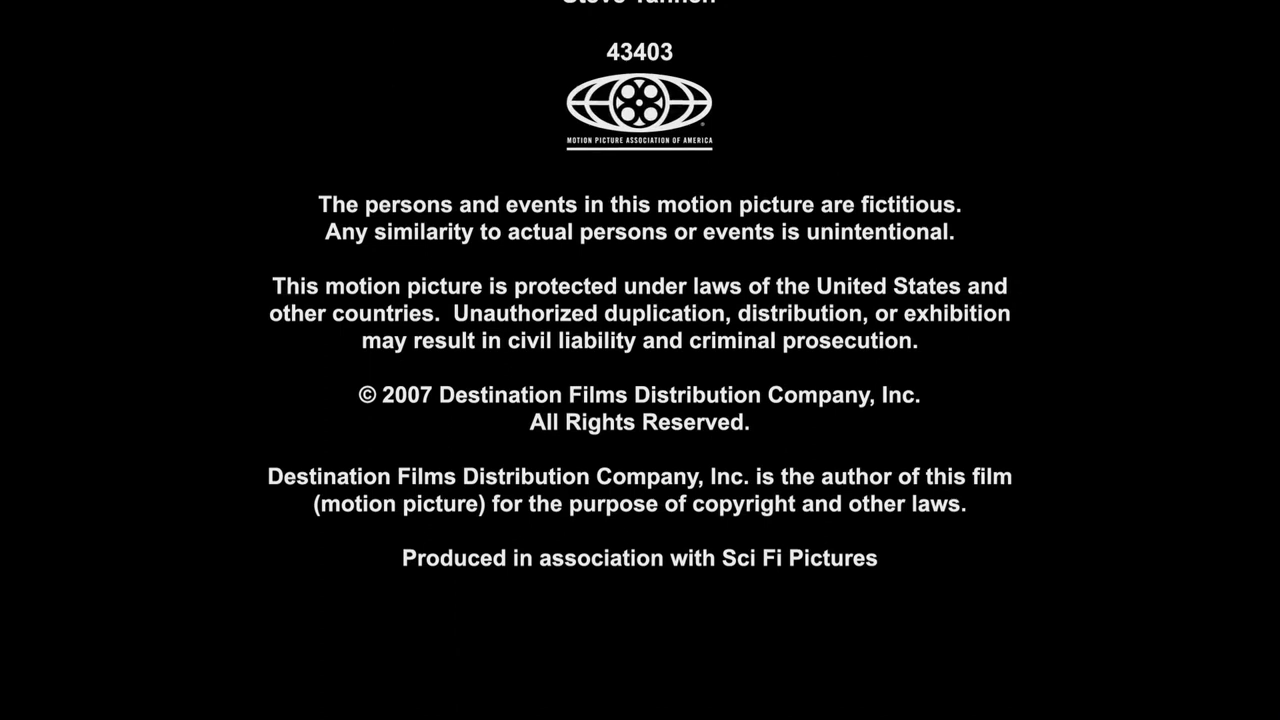 43403
MOTION PICTURE ASSOCIATION OF AMERICA
The persons and events in this motion picture are fictitious.
Any similarity to actual persons or events is unintentional.
This motion picture is protected under laws of the United States and
other countries.  Unauthorized duplication, distribution, or exhibition
may result in civil liability and criminal prosecution.
© 2007 Destination Films Distribution Company, Inc.
All Rights Reserved.
Destination Films Distribution Company, Inc. is the author of this film
(motion picture) for the purpose of copyright and other laws.
Produced in association with Sci Fi Pictures